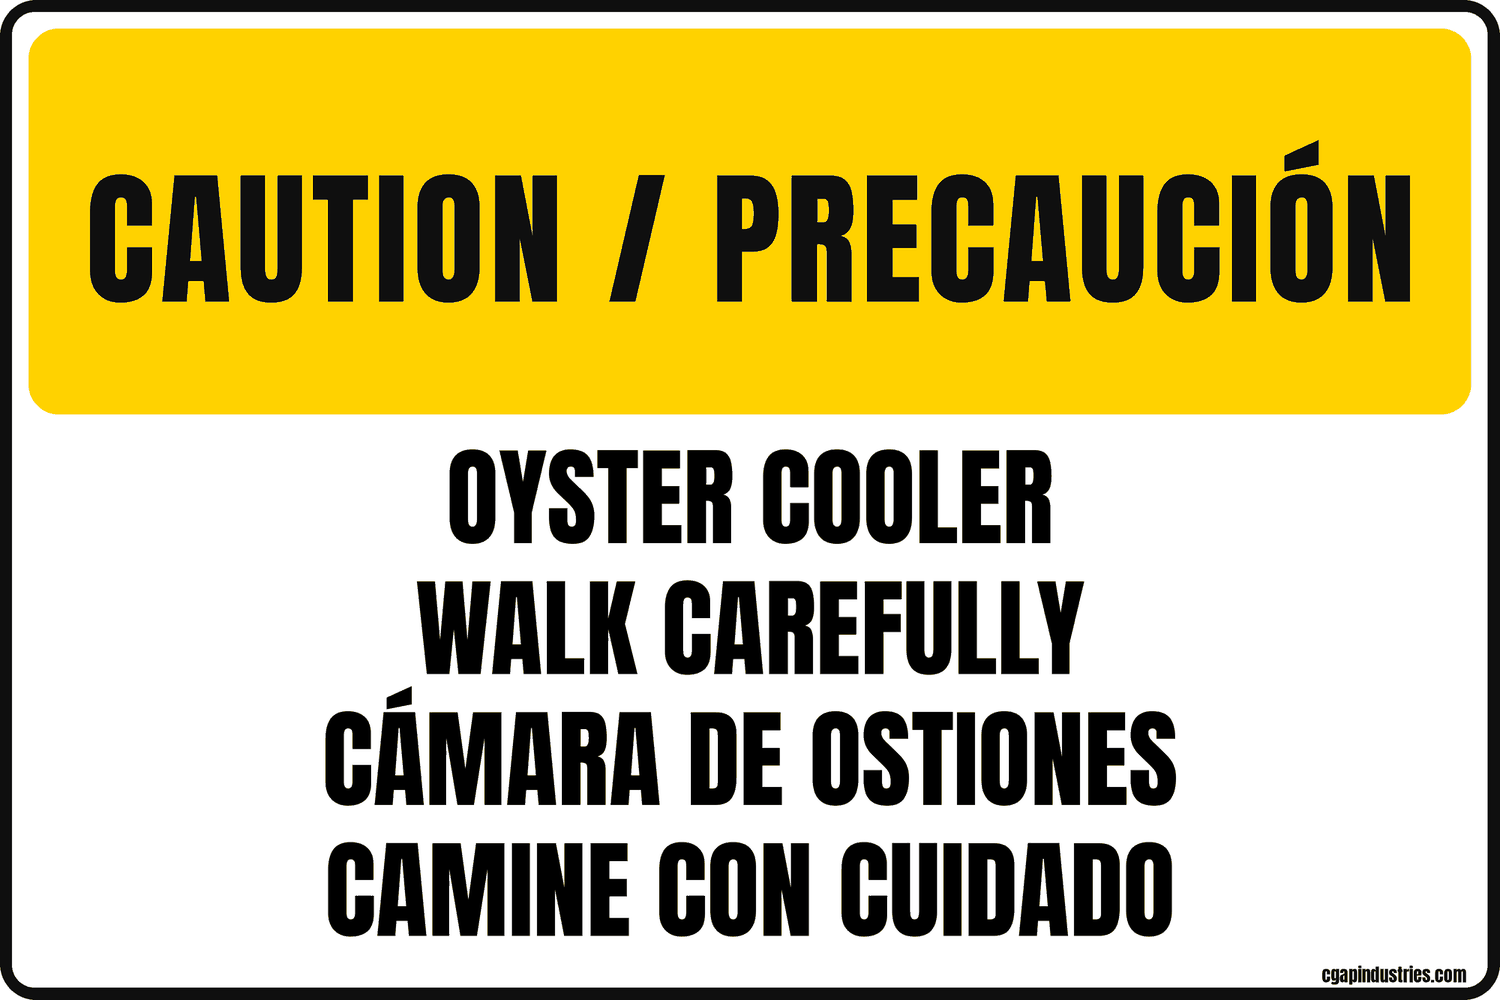 CAUTION / PRECAUCIÓN
OYSTER COOLER
WALK CAREFULLY
CÁMARA DE OSTIONES
CAMINE CON CUIDADO
cgapindustries.com